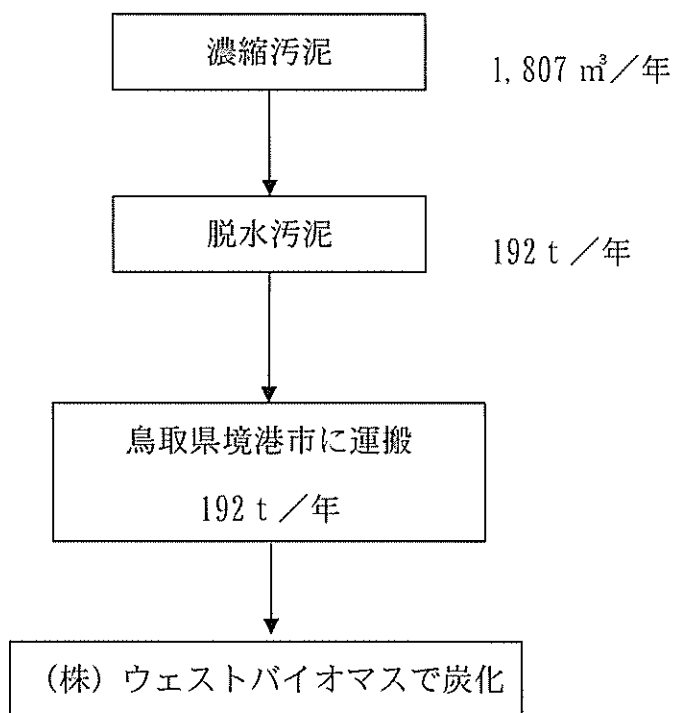 濃縮汚泥
1,807 ㎥／年
脱水汚泥
192 t ／年
鳥取県境港市に運搬
192 t ／年
（株）ウェストバイオマスで炭化